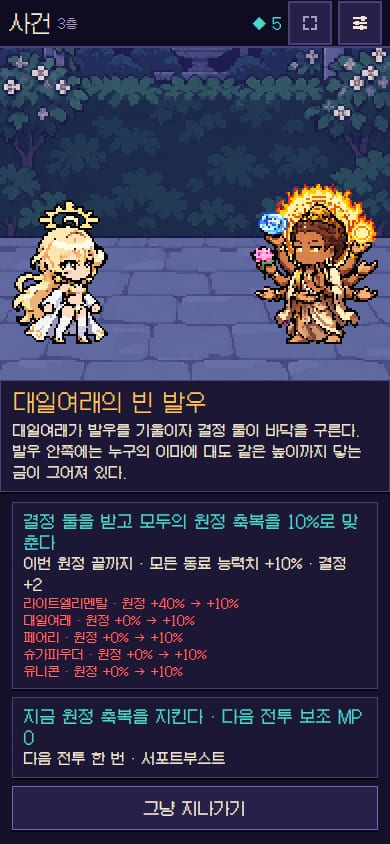 사건 3층
5
대일여래의 빈 발우
대일여래가 발우를 기울이자 결정 둘이 바닥을 구른다.
발우 안쪽에는 누구의 이마에 대도 같은 높이까지 닿는
금이 그어져 있다.
결정 둘을 받고 모두의 원정 축복을 10%로 맞
춘다
이번 원정 끝까지 · 모든 동료 능력치 +10% · 결정
+2
라이트엘리멘탈 · 원정 +40% → +10%
대일여래 · 원정 +0% → +10%
페어리 · 원정 +0% → +10%
슈가파우더 · 원정 +0% → +10%
유니콘 · 원정 +0% → +10%
지금 원정 축복을 지킨다 · 다음 전투 보조 MP
0
다음 전투 한 번 · 서포트부스트
그냥 지나가기